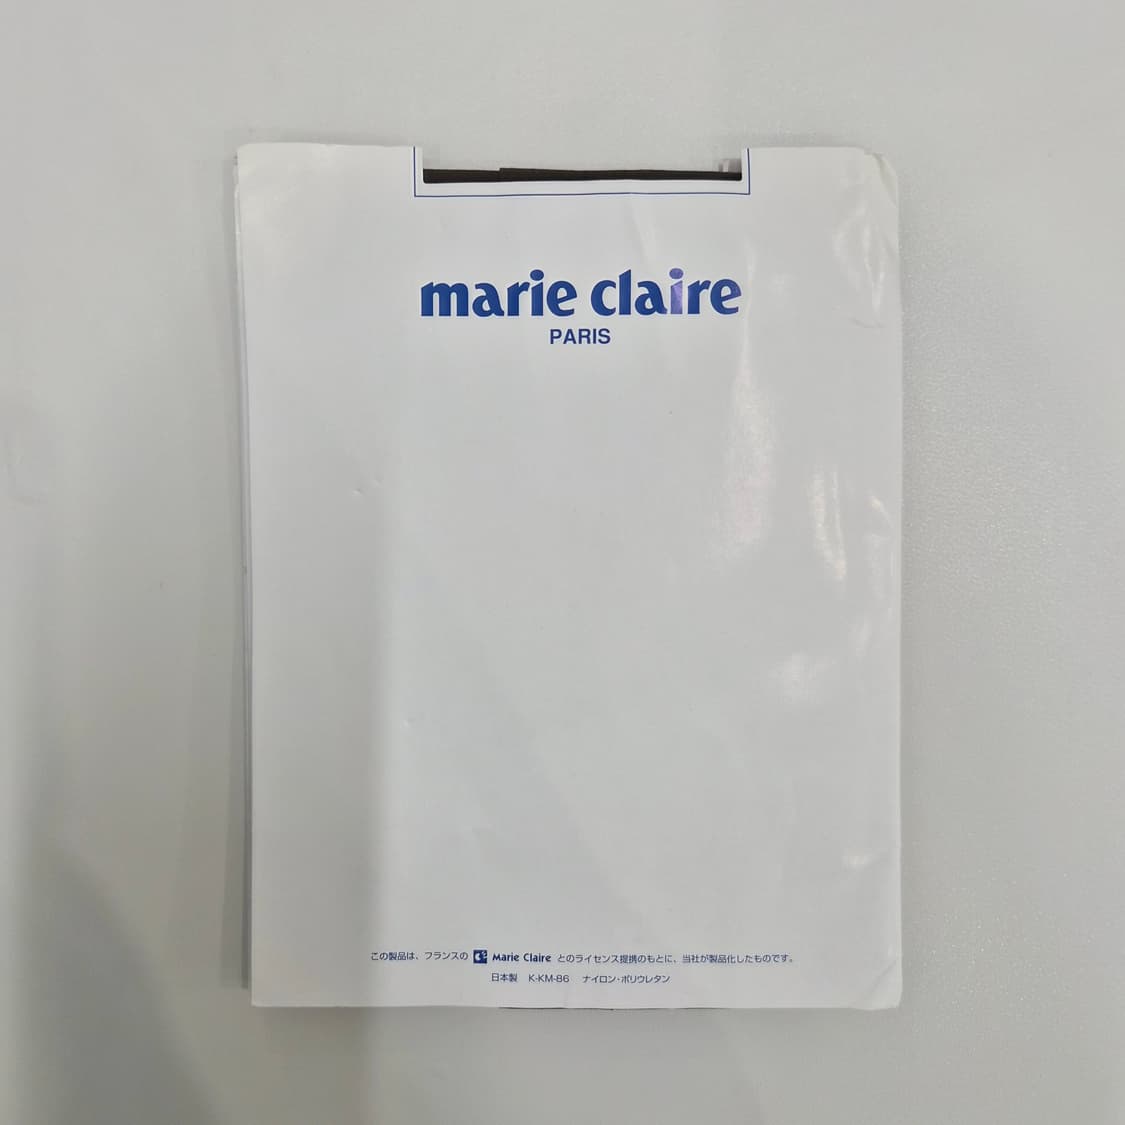 marie claire
PARIS
この製品は、フランスの Marie Claire とのライセンス提携のもとに、当社が製品化したものです。
日本製 K-KM-86 ナイロン・ポリウレタン